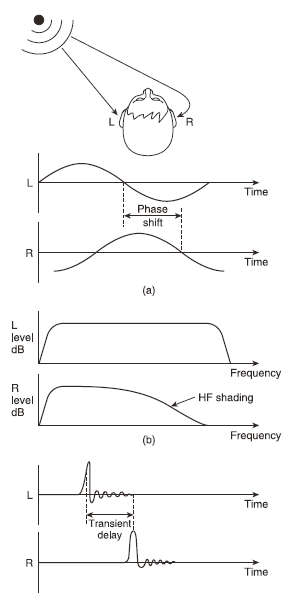 L
R
L
Time
Phase
shift
R
Time
(a)
L
level
dB
Frequency
R
level
dB
HF shading
Frequency
(b)
L
Time
Transient
delay
R
Time